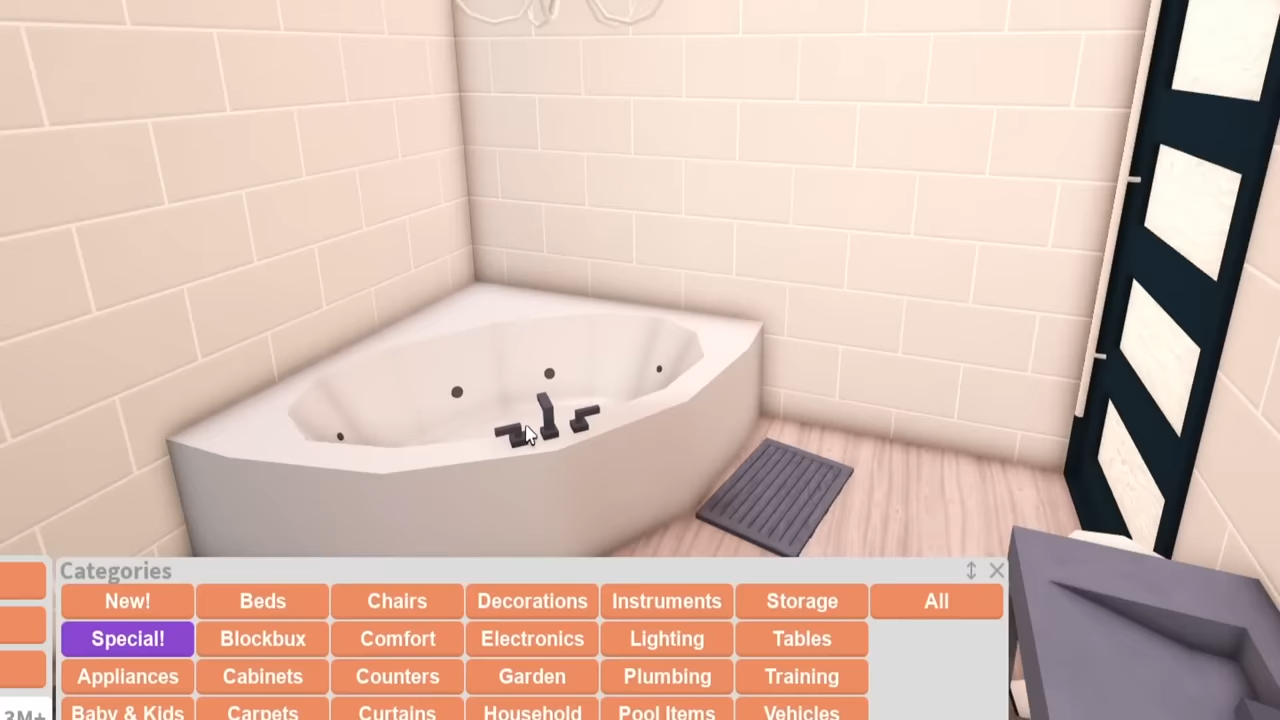 Categories
New! Beds Chairs Decorations Instruments Storage All
Special! Blockbux Comfort Electronics Lighting Tables
Appliances Cabinets Counters Garden Plumbing Training
Baby & Kids Carpets Curtains Household Pool Items Vehicles
3M+